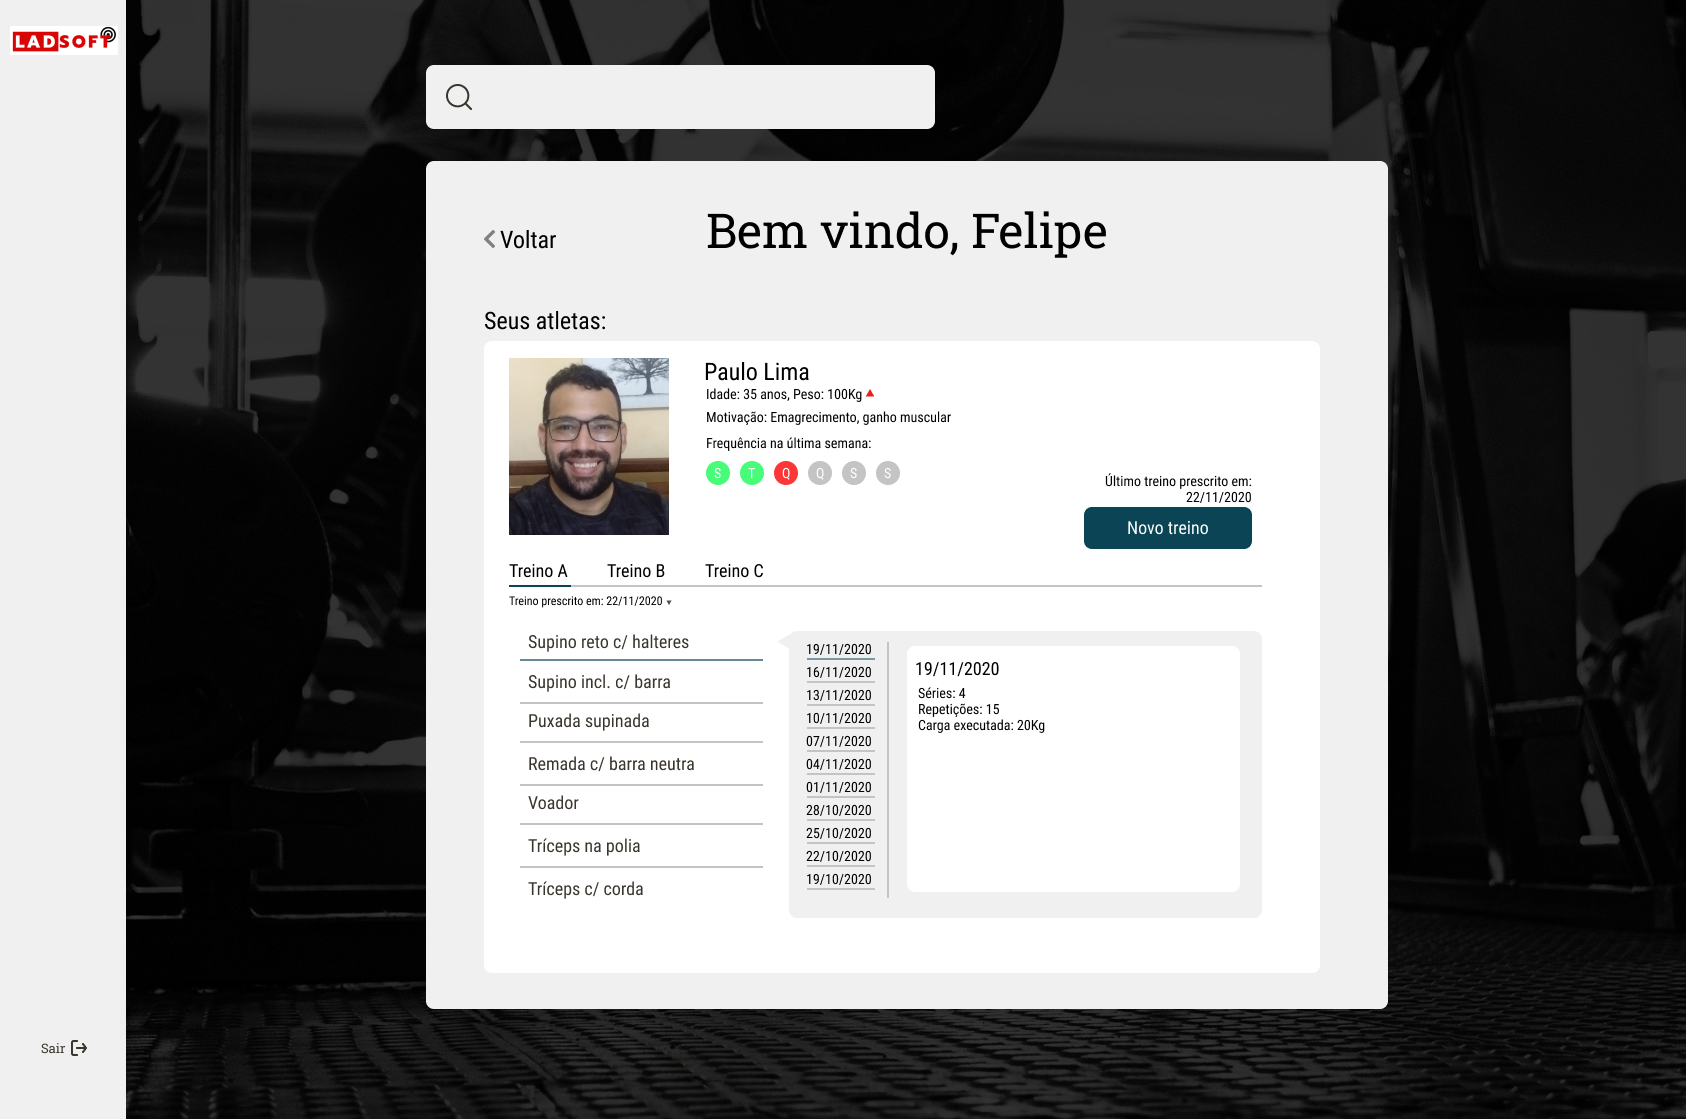 LADSOFT
Bem vindo, Felipe
Voltar
Seus atletas:
Paulo Lima
Idade: 35 anos, Peso: 100Kg
Motivação: Emagrecimento, ganho muscular
Frequência na última semana:
S T Q Q S S
Último treino prescrito em:
22/11/2020
Novo treino
Treino A Treino B Treino C
Treino prescrito em: 22/11/2020
Supino reto c/ halteres
Supino incl. c/ barra
Puxada supinada
Remada c/ barra neutra
Voador
Tríceps na polia
Tríceps c/ corda
19/11/2020
16/11/2020
13/11/2020
10/11/2020
07/11/2020
04/11/2020
01/11/2020
28/10/2020
25/10/2020
22/10/2020
19/10/2020
19/11/2020
Séries: 4
Repetições: 15
Carga executada: 20Kg
Sair